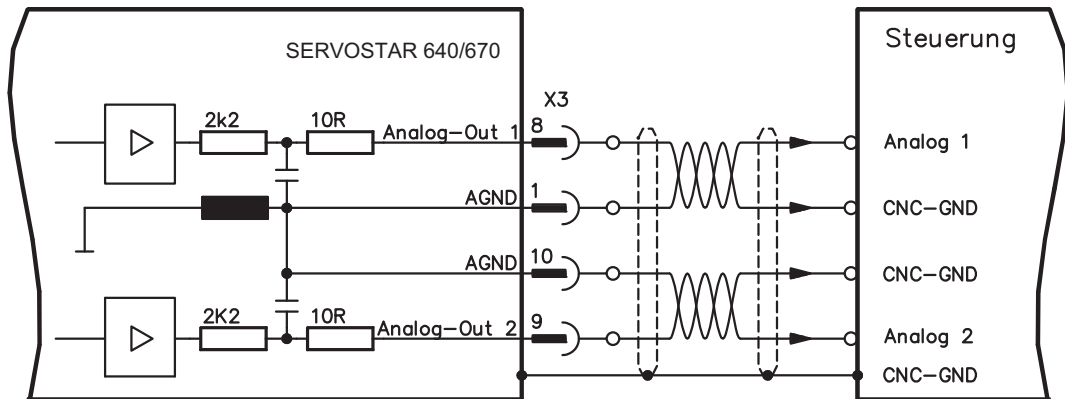 SERVOSTAR 640/670
Steuerung
X3
2k2
10R
Analog-Out 1
8
Analog 1
AGND
1
CNC-GND
AGND
10
CNC-GND
2K2
10R
Analog-Out 2
9
Analog 2
CNC-GND